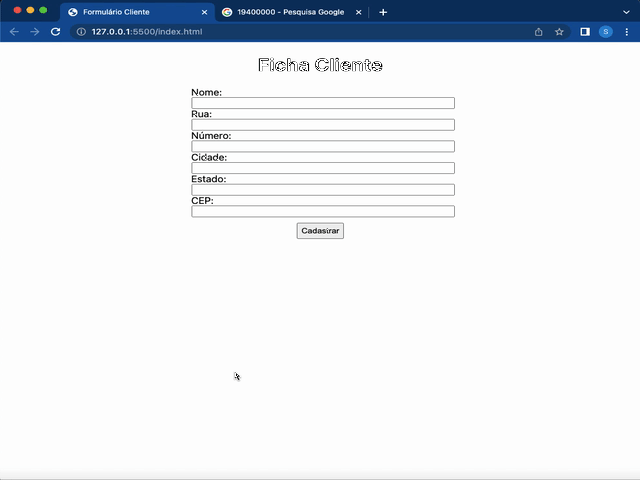 Formulário Cliente
19400000 - Pesquisa Google
127.0.0.1:5500/index.html
S
Ficha Cliente
Nome:
Rua:
Número:
Cidade:
Estado:
CEP:
Cadastrar